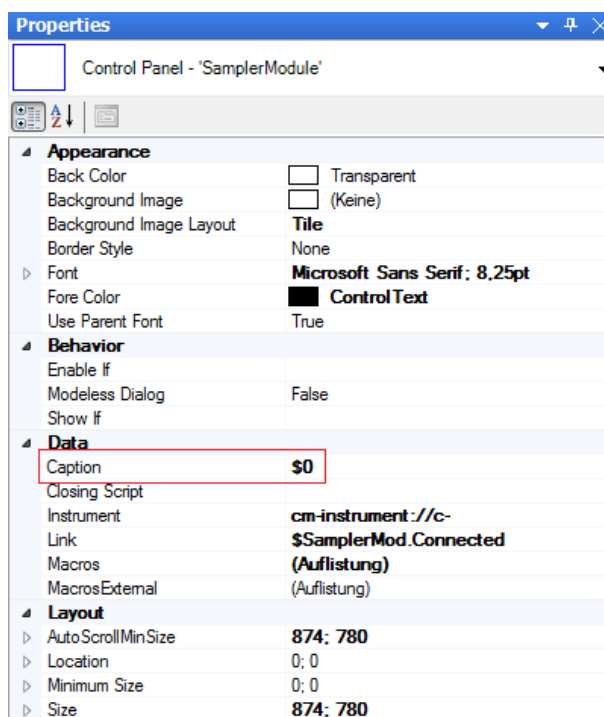 Properties
Control Panel - 'SamplerModule'
Appearance
Back Color Transparent
Background Image (Keine)
Background Image Layout Tile
Border Style None
Font Microsoft Sans Serif; 8,25pt
Fore Color ControlText
Use Parent Font True
Behavior
Enable If
Modeless Dialog False
Show If
Data
Caption $0
Closing Script
Instrument cm-instrument://c-
Link $SamplerMod.Connected
Macros (Auflistung)
MacrosExternal (Auflistung)
Layout
AutoScrollMinSize 874; 780
Location 0; 0
Minimum Size 0; 0
Size 874; 780